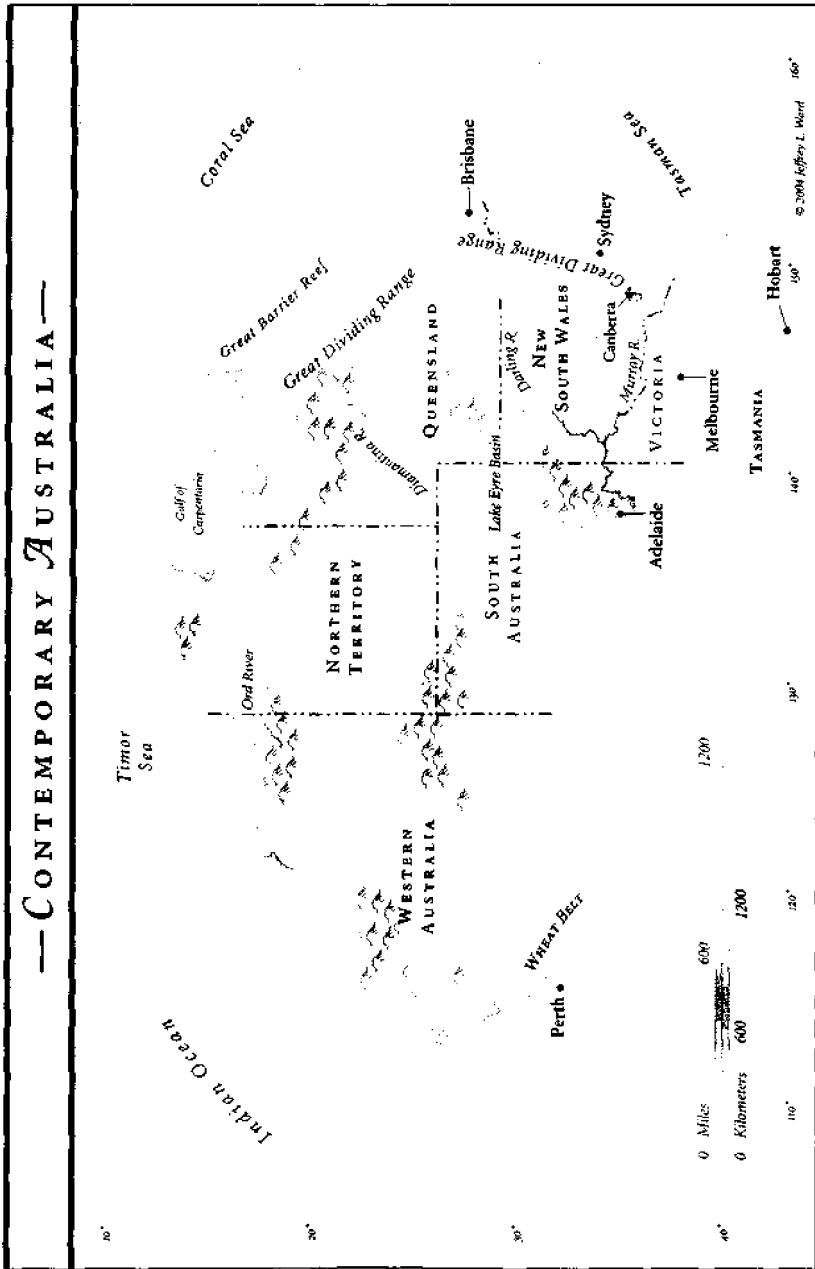 —CONTEMPORARY AUSTRALIA—
Timor
Sea
Coral Sea
Indian Ocean
Gulf of
Carpentaria
Great Barrier Reef
Ord River
Great Dividing Range
NORTHERN
TERRITORY
Diamantina R.
WESTERN
AUSTRALIA
QUEENSLAND
Brisbane
SOUTH
AUSTRALIA
Lake Eyre Basin
Darling R.
Great Dividing Range
WHEAT BELT
NEW
SOUTH WALES
Perth
Sydney
Canberra
Adelaide
Murray R.
VICTORIA
Tasman Sea
Melbourne
TASMANIA
Hobart
0 Miles 600 1200
0 Kilometers 600 1200
10°
20°
30°
40°
110° 120° 130° 140° 150° 160°
© 2004 Jeffrey L. Ward